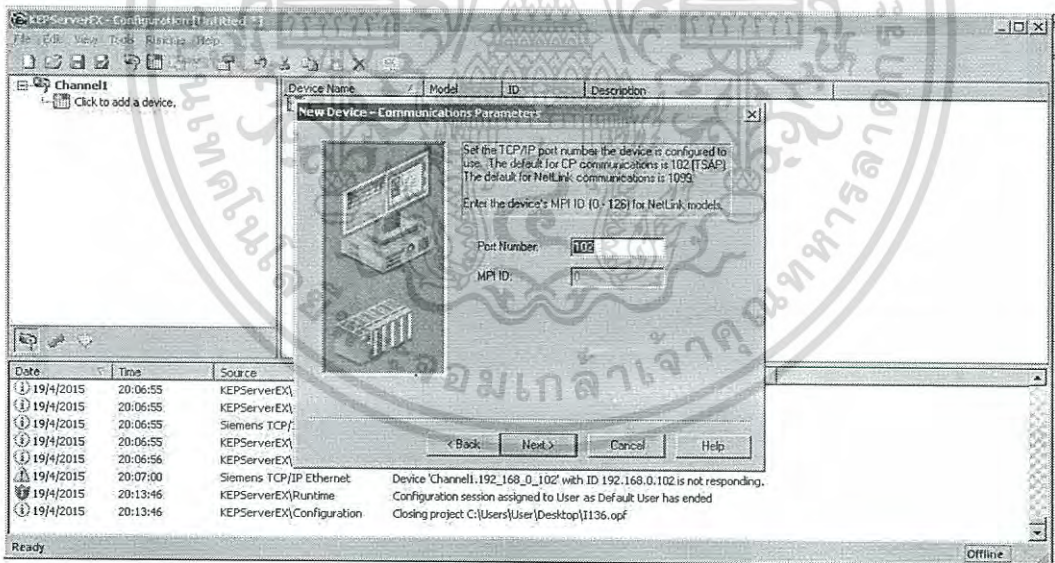 KEPServerEX - Configuration [Untitled *]
File Edit View Tools Runtime Help
Channel1
Click to add a device.
Device Name / Model ID Description
New Device - Communications Parameters
Set the TCP/IP port number the device is configured to
use. The default for CP communications is 102 (TSAP).
The default for NetLink communications is 1099.
Enter the device's MPI ID (0 - 126) for NetLink models.
Port Number: 102
MPI ID: 0
< Back Next > Cancel Help
Date Time Source
19/4/2015 20:06:55 KEPServerEX\
19/4/2015 20:06:55 KEPServerEX\
19/4/2015 20:06:55 Siemens TCP/
19/4/2015 20:06:55 KEPServerEX\
19/4/2015 20:06:56 KEPServerEX\
19/4/2015 20:07:00 Siemens TCP/IP Ethernet Device 'Channel1.192_168_0_102' with ID 192.168.0.102 is not responding.
19/4/2015 20:13:46 KEPServerEX\Runtime Configuration session assigned to User as Default User has ended
19/4/2015 20:13:46 KEPServerEX\Configuration Closing project C:\Users\User\Desktop\I136.opf
Ready Offline